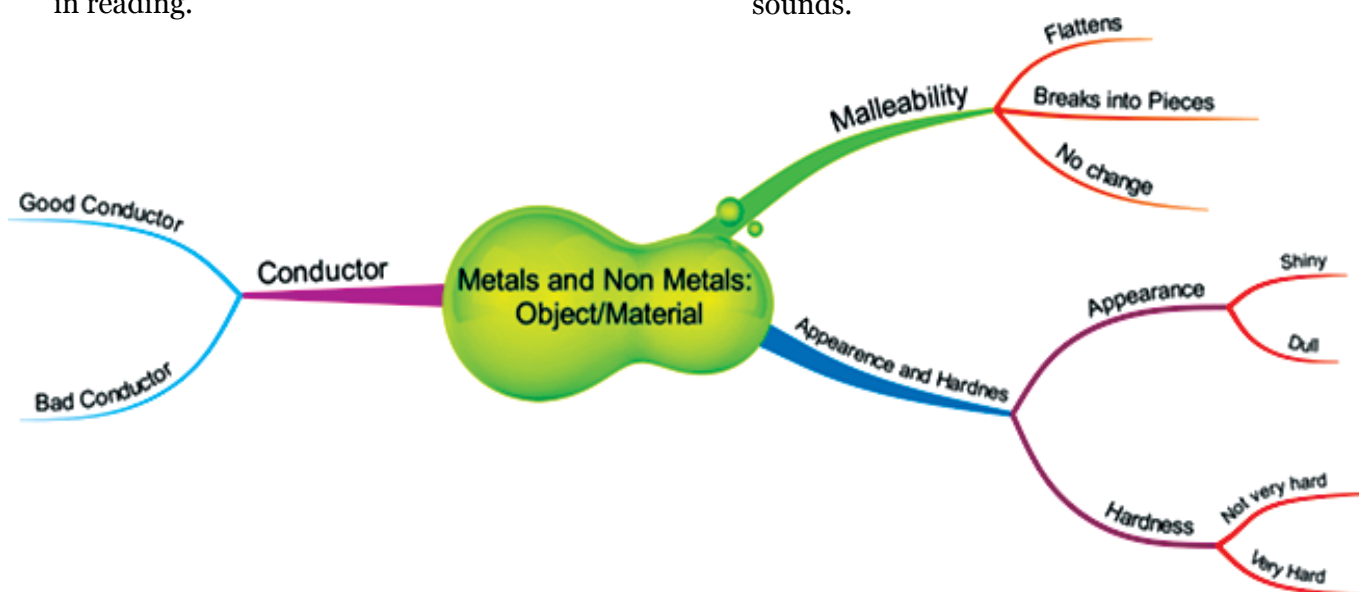 in reading.
sounds.
Flattens
Malleability
Breaks into Pieces
No change
Good Conductor
Conductor
Bad Conductor
Metals and Non Metals:
Object/Material
Appearence and Hardnes
Appearance
Shiny
Dull
Hardness
Not very hard
Very Hard